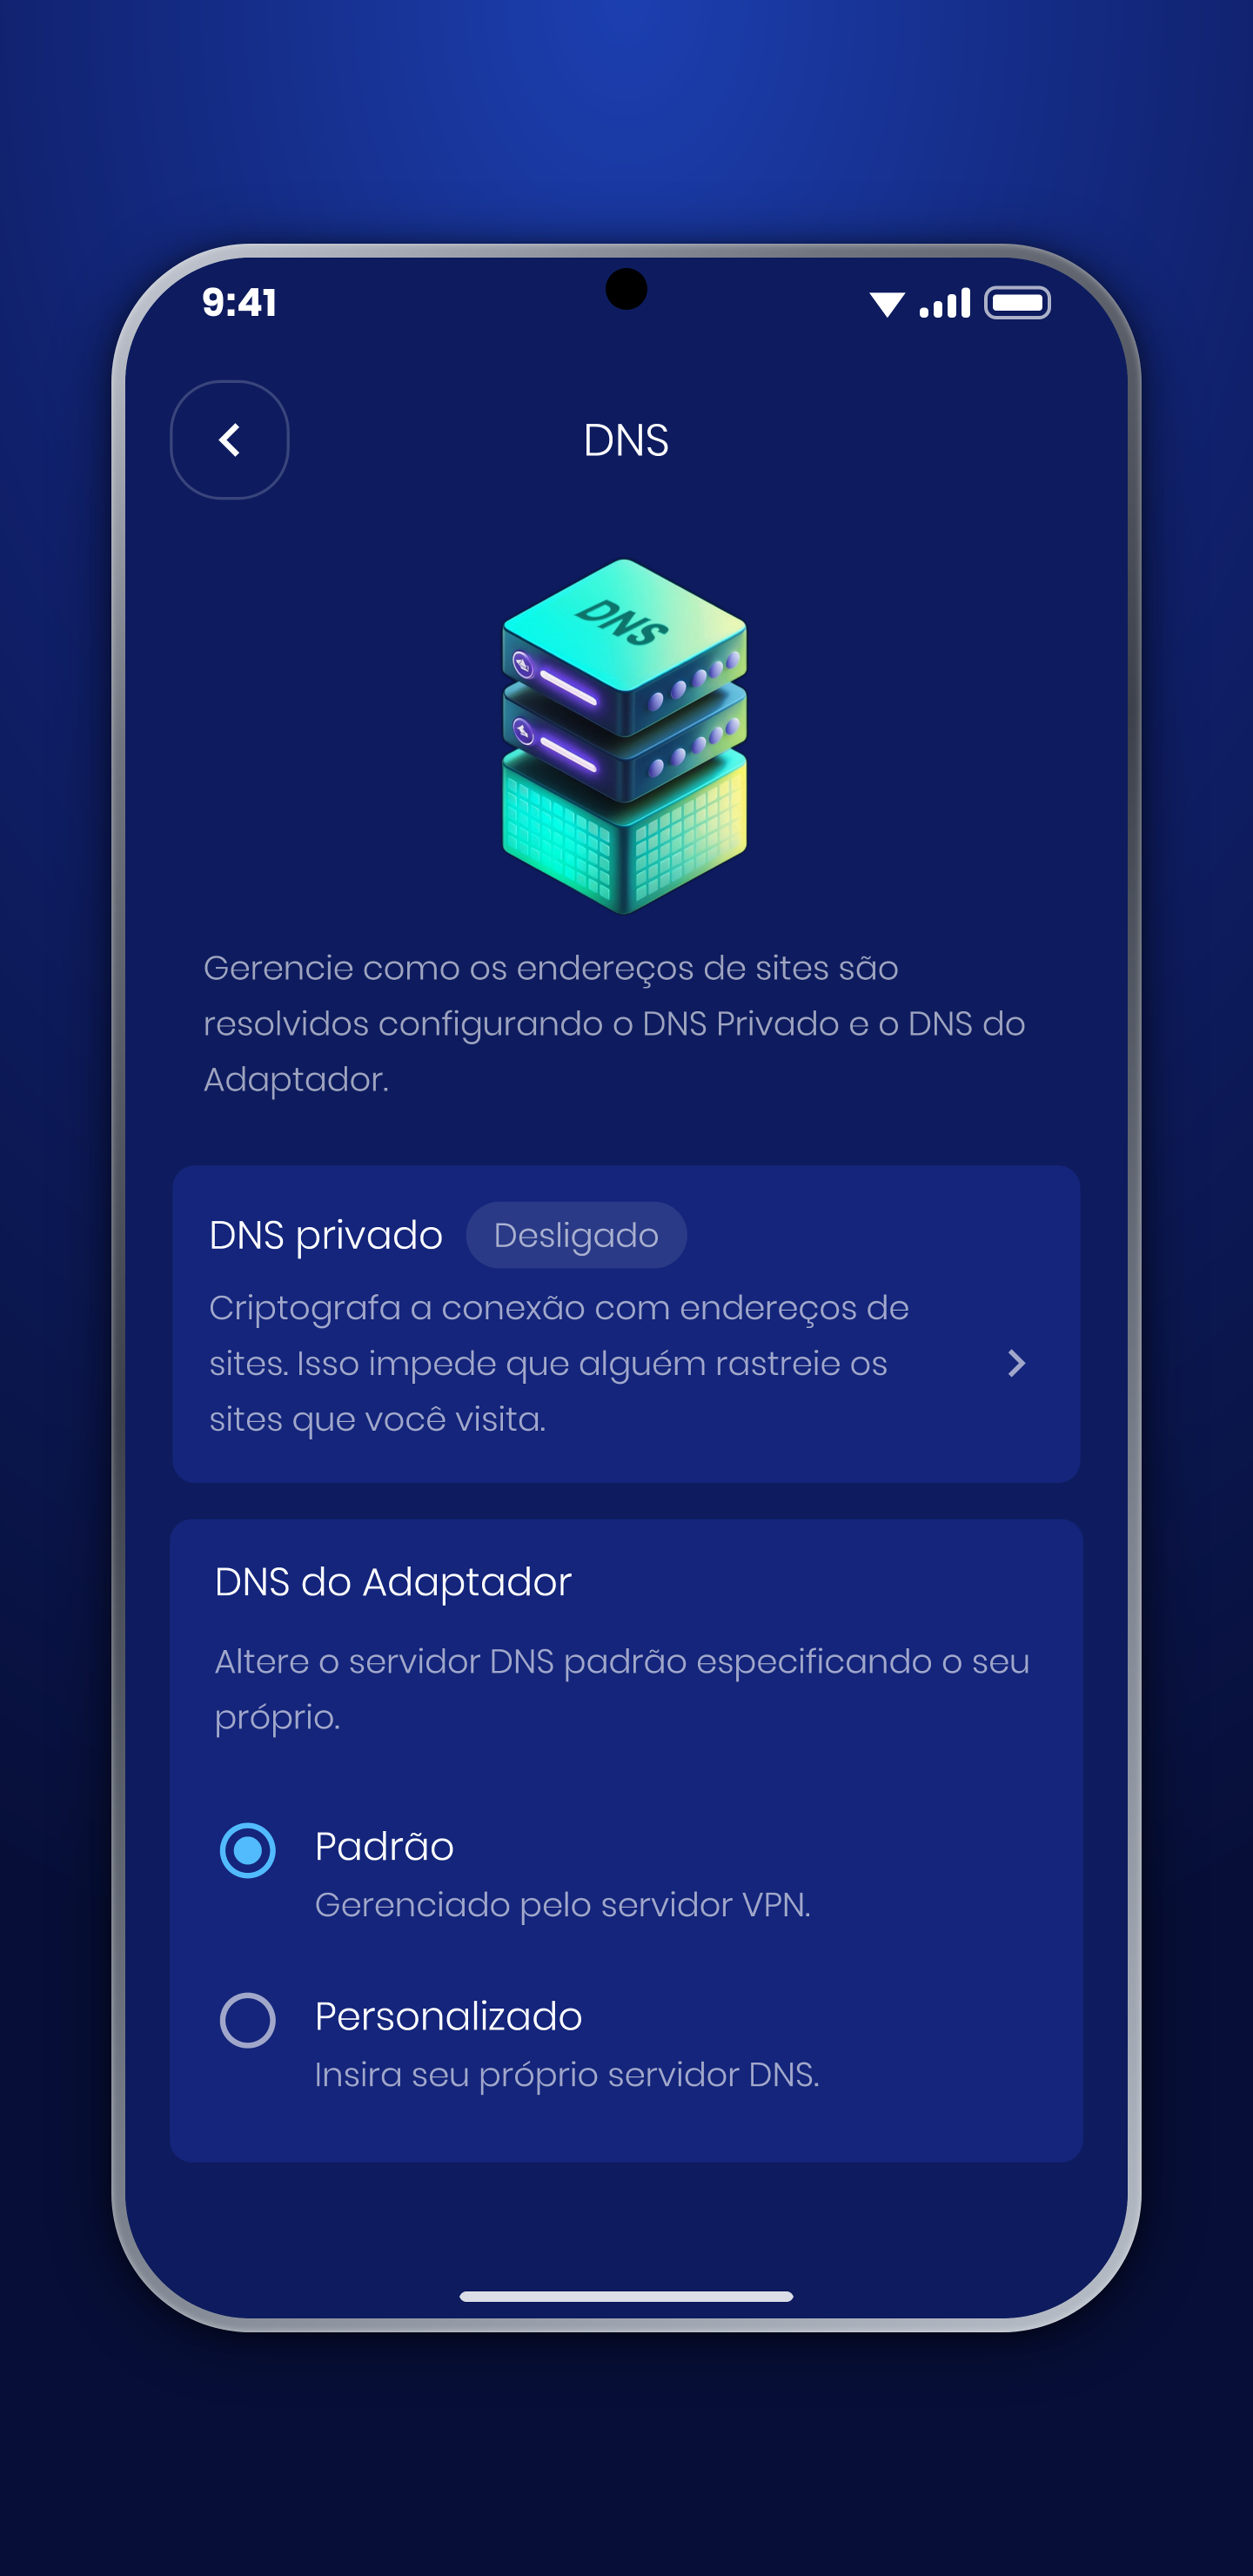 9:41
DNS
DNS
Gerencie como os endereços de sites são
resolvidos configurando o DNS Privado e o DNS do
Adaptador.
DNS privado Desligado
Criptografa a conexão com endereços de
sites. Isso impede que alguém rastreie os
sites que você visita.
DNS do Adaptador
Altere o servidor DNS padrão especificando o seu
próprio.
Padrão
Gerenciado pelo servidor VPN.
Personalizado
Insira seu próprio servidor DNS.